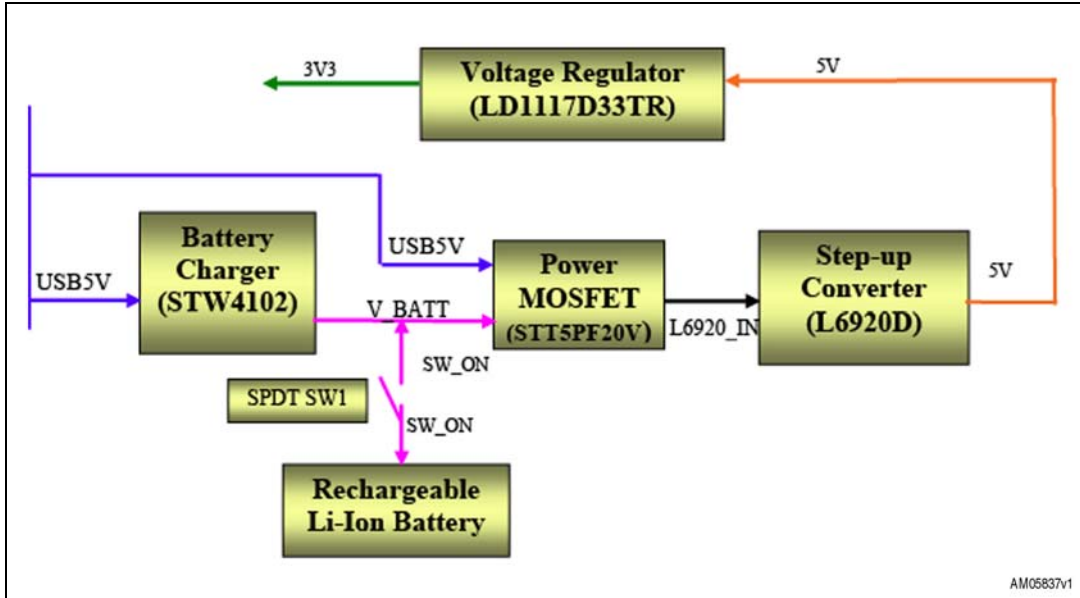 3V3
Voltage Regulator
(LD1117D33TR)
5V
Battery
Charger
(STW4102)
USB5V
USB5V
Power
MOSFET
(STT5PF20V)
Step-up
Converter
(L6920D)
5V
V_BATT
L6920_IN
SW_ON
SPDT SW1
SW_ON
Rechargeable
Li-Ion Battery
AM05837v1